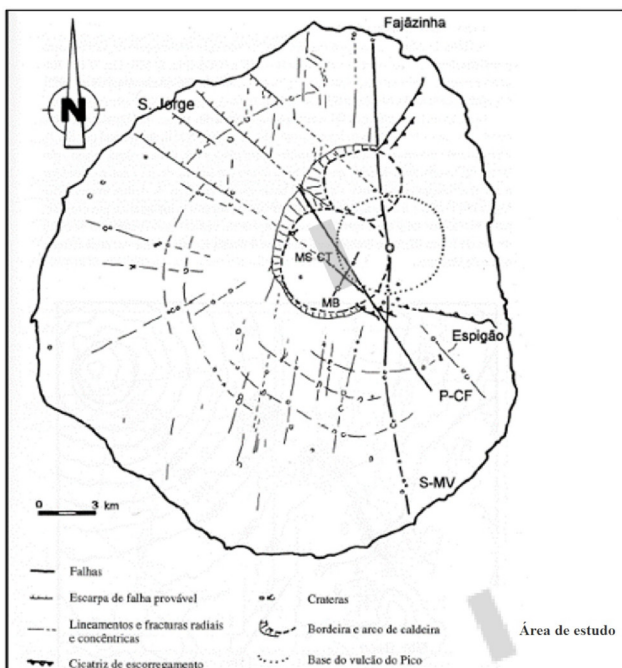 Fajãzinha
N
S. Jorge
MS CT
MB
Espigão
P-CF
S-MV
0 3 km
Falhas
Escarpa de falha provável
Lineamentos e fracturas radiais
e concêntricas
Cicatriz de escorregamento
Crateras
Bordeira e arco de caldeira
Base do vulcão do Pico
Área de estudo